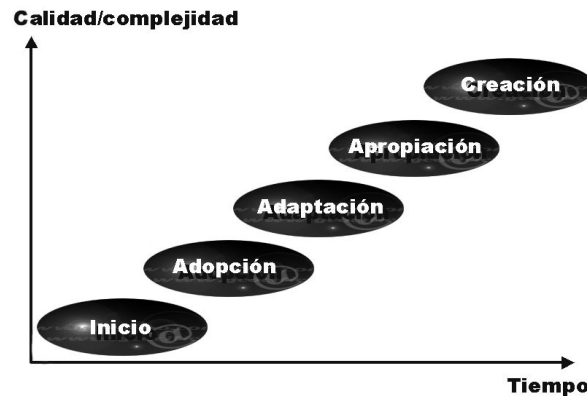 Calidad/complejidad
Creación
Apropiación
Adaptación
Adopción
Inicio
Tiempo